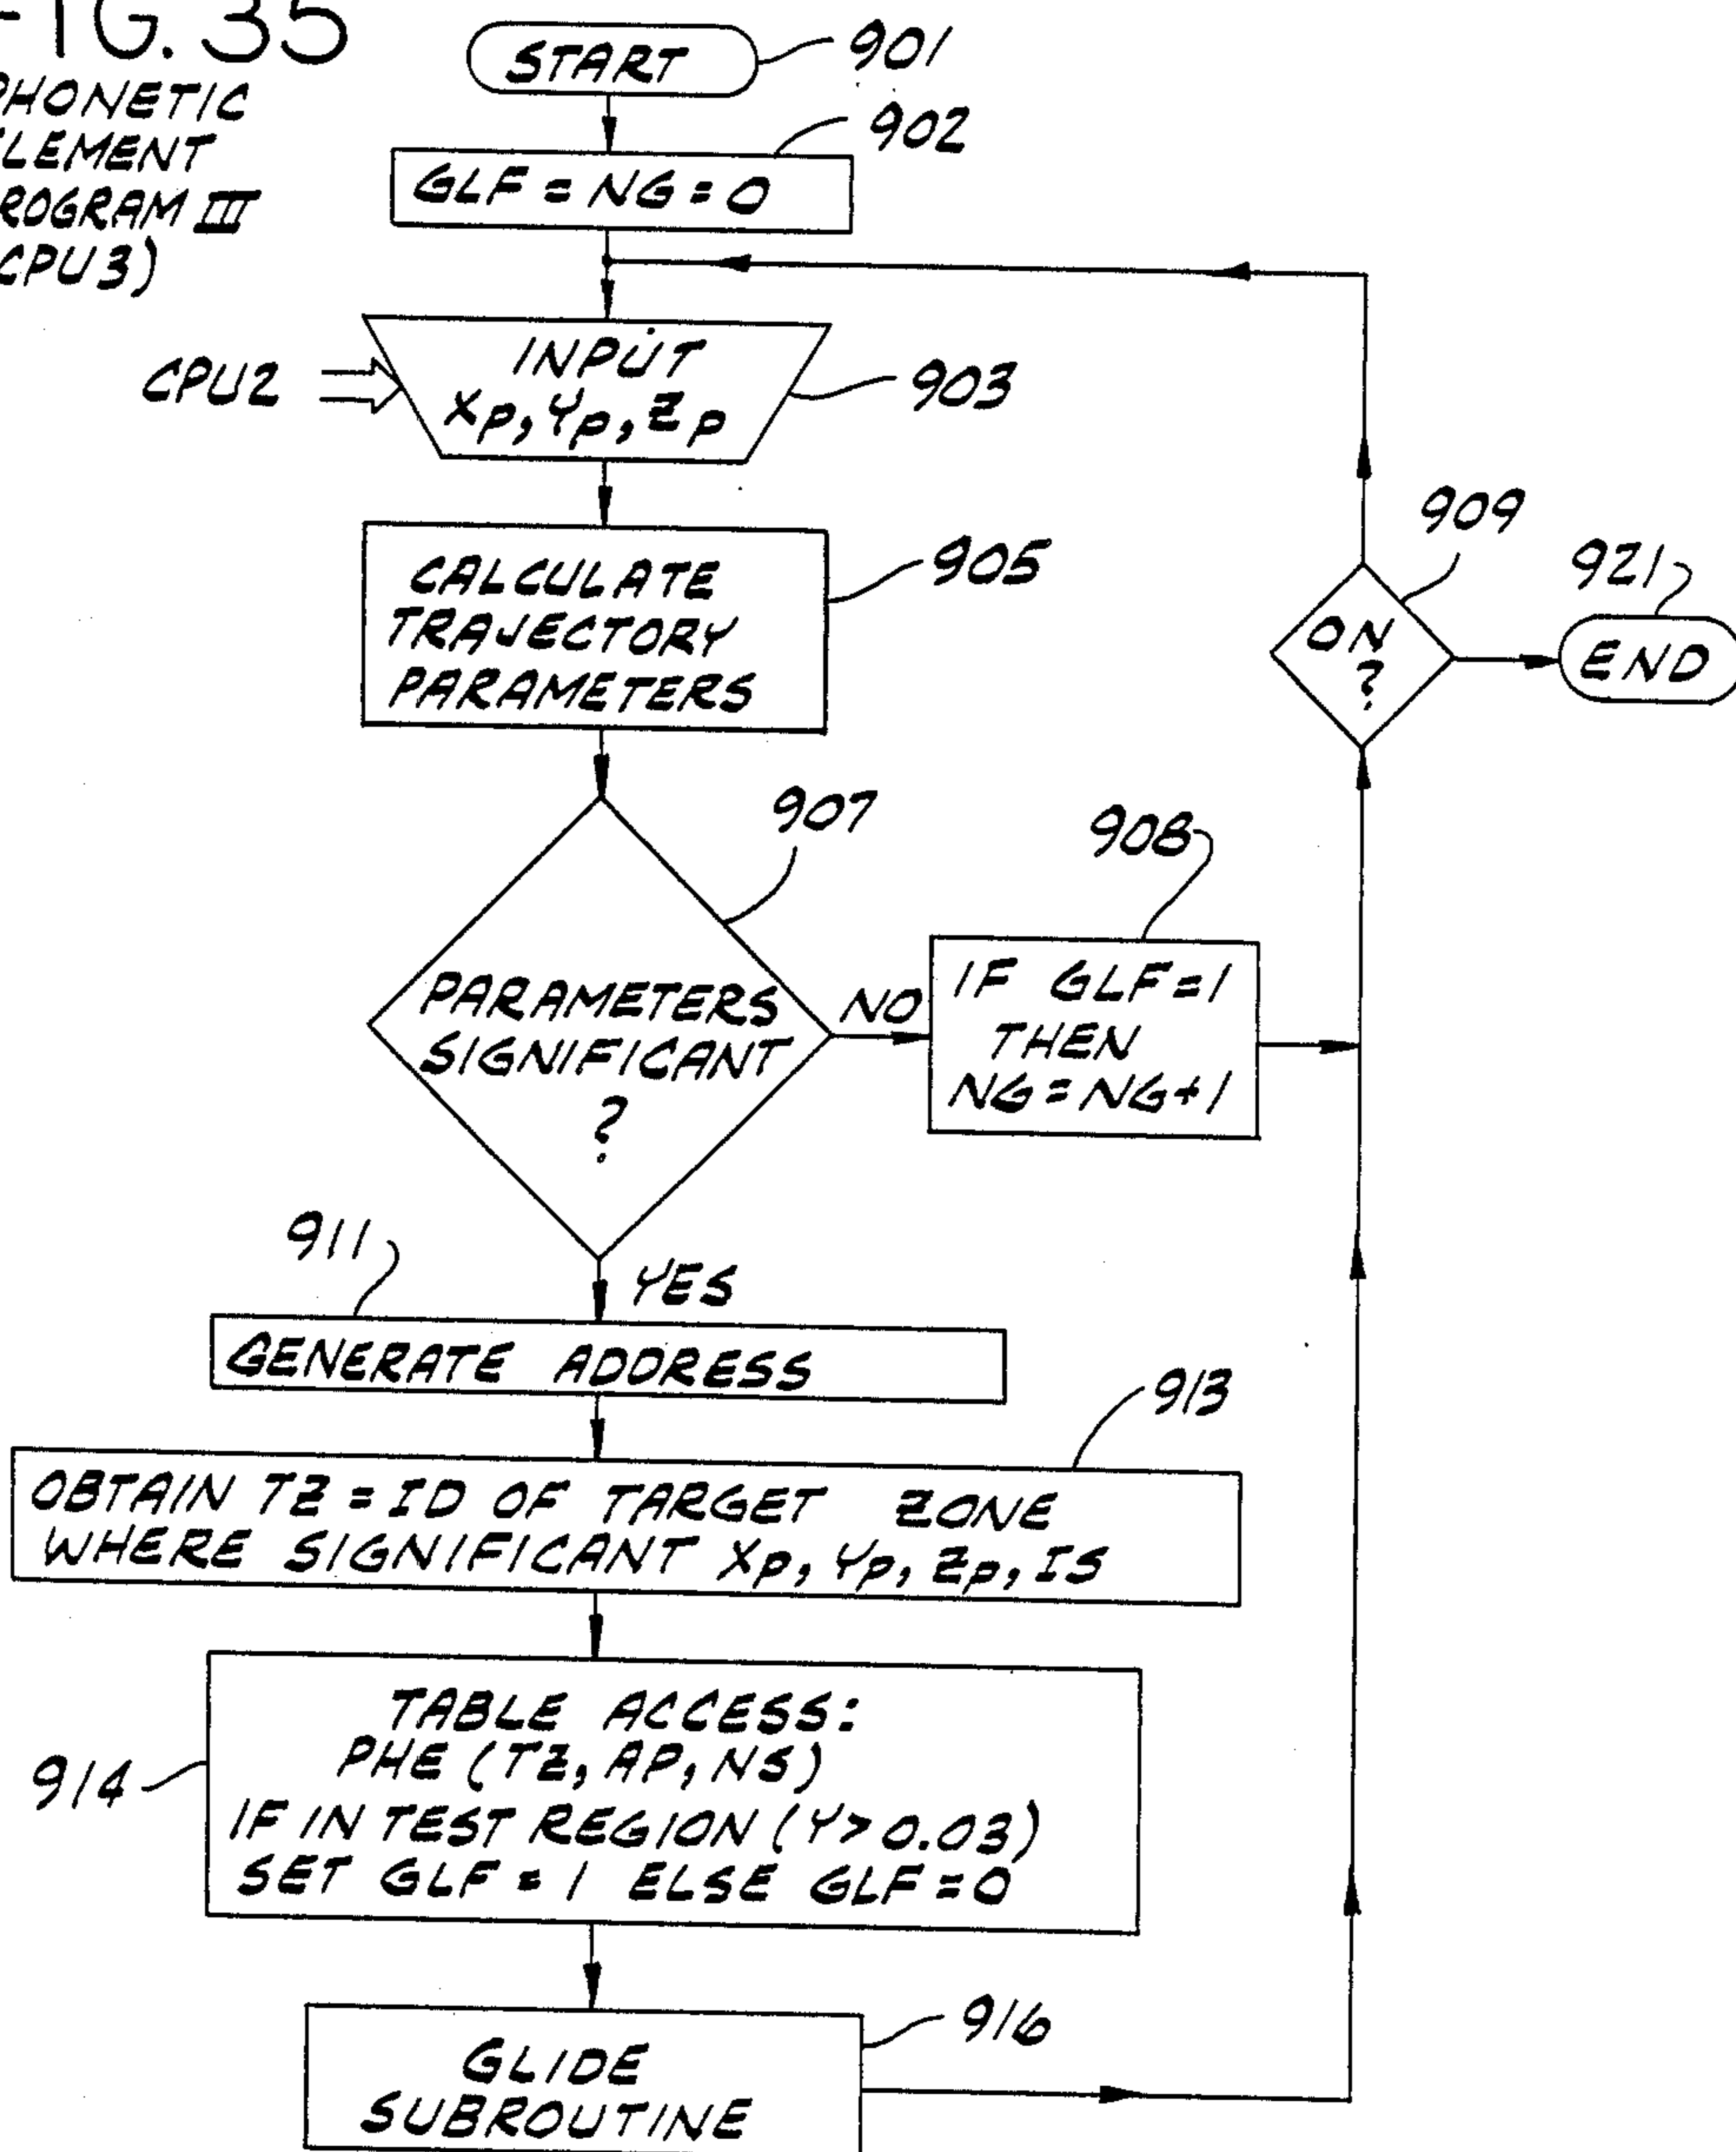 FIG. 35
PHONETIC
ELEMENT
PROGRAM III
(CPU3)
START
901
902
GLF = NG = 0
CPU2
INPUT
Xp, Yp, Zp
903
CALCULATE
TRAJECTORY
PARAMETERS
905
909
921
ON
?
END
907
908
PARAMETERS
SIGNIFICANT
?
NO
IF GLF=1
THEN
NG=NG+1
911
YES
GENERATE ADDRESS
913
OBTAIN TZ = ID OF TARGET ZONE
WHERE SIGNIFICANT Xp, Yp, Zp, IS
914
TABLE ACCESS:
PHE (TZ, AP, NS)
IF IN TEST REGION (Y> 0.03)
SET GLF = 1 ELSE GLF = 0
916
GLIDE
SUBROUTINE